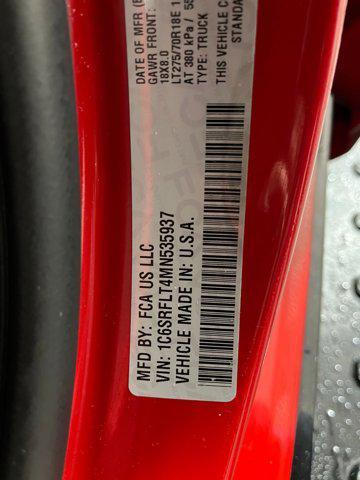 DATE OF MFR
GAWR FRONT
18X8.0
LT275/70R18E
AT 380 kPa /
TYPE: TRUCK
THIS VEHICLE
STANDA
MFD BY: FCA US LLC
VIN: 1C6SRFLT4MN535937
VEHICLE MADE IN: U.S.A.